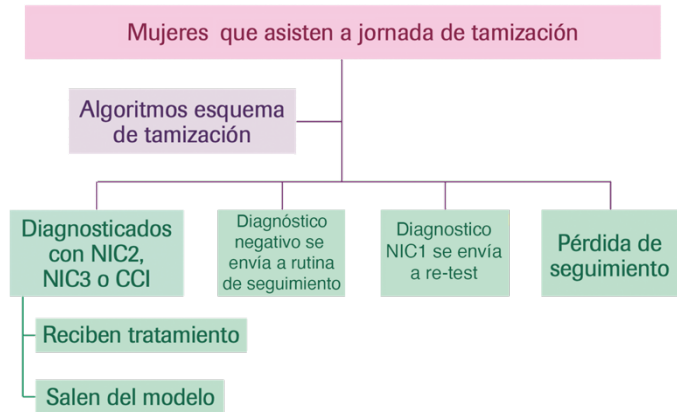 Mujeres que asisten a jornada de tamización
Algoritmos esquema
de tamización
Diagnosticados
con NIC2,
NIC3 o CCI
Diagnóstico
negativo se
envía a rutina
de seguimiento
Diagnostico
NIC1 se envía
a re-test
Pérdida de
seguimiento
Reciben tratamiento
Salen del modelo